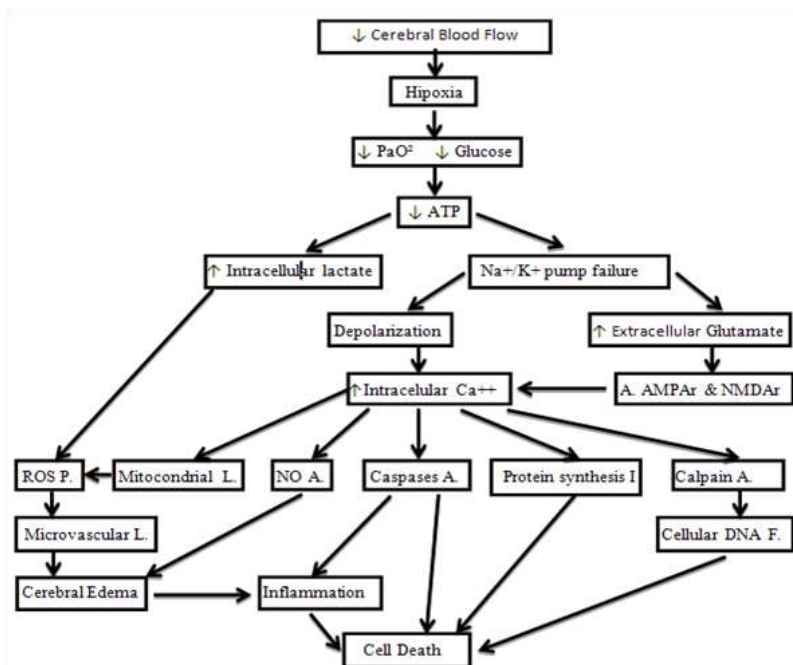 ↓ Cerebral Blood Flow
Hipoxia
↓ PaO² ↓ Glucose
↓ ATP
↑ Intracellular lactate
Na+/K+ pump failure
Depolarization
↑ Extracellular Glutamate
↑Intracelular Ca++
A. AMPAr & NMDAr
ROS P.
Mitocondrial L.
NO A.
Caspases A.
Protein synthesis I
Calpain A.
Microvascular L.
Cellular DNA F.
Cerebral Edema
Inflammation
Cell Death